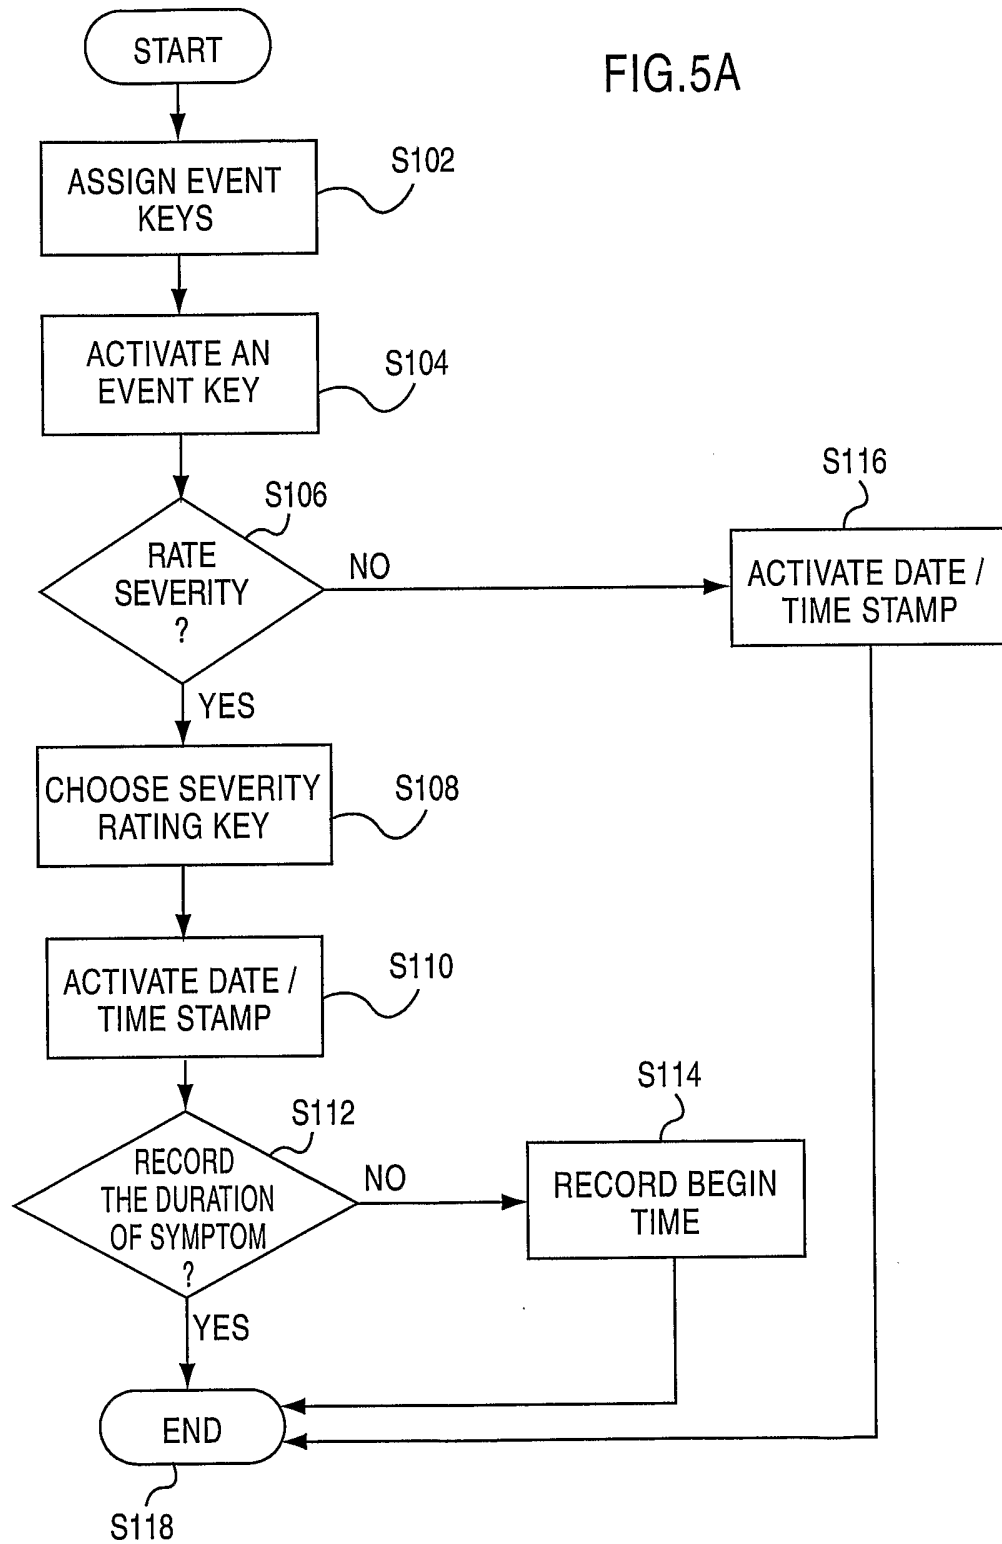 START
FIG.5A
ASSIGN EVENT
KEYS
S102
ACTIVATE AN
EVENT KEY
S104
S106
RATE
SEVERITY
?
NO
S116
ACTIVATE DATE /
TIME STAMP
YES
CHOOSE SEVERITY
RATING KEY
S108
ACTIVATE DATE /
TIME STAMP
S110
S112
RECORD
THE DURATION
OF SYMPTOM
?
NO
S114
RECORD BEGIN
TIME
YES
END
S118